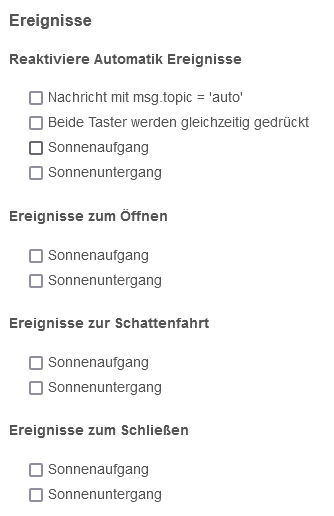 Ereignisse
Reaktiviere Automatik Ereignisse
Nachricht mit msg.topic = 'auto'
Beide Taster werden gleichzeitig gedrückt
Sonnenaufgang
Sonnenuntergang
Ereignisse zum Öffnen
Sonnenaufgang
Sonnenuntergang
Ereignisse zur Schattenfahrt
Sonnenaufgang
Sonnenuntergang
Ereignisse zum Schließen
Sonnenaufgang
Sonnenuntergang